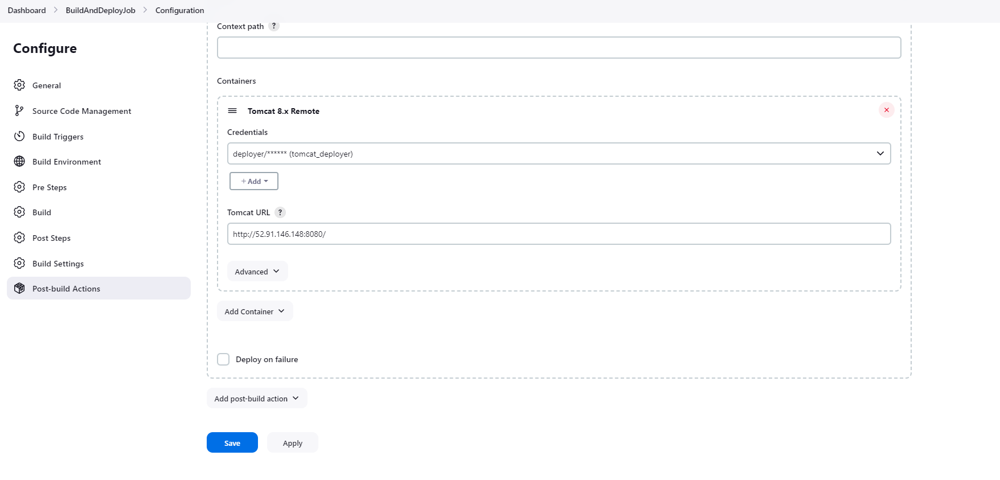 Dashboard > BuildAndDeployJob > Configuration
Configure
General
Source Code Management
Build Triggers
Build Environment
Pre Steps
Build
Post Steps
Build Settings
Post-build Actions
Context path ?
Containers
Tomcat 8.x Remote
Credentials
deployer/****** (tomcat_deployer)
+ Add
Tomcat URL ?
http://52.91.146.148:8080/
Advanced
Add Container
Deploy on failure
Add post-build action
Save Apply